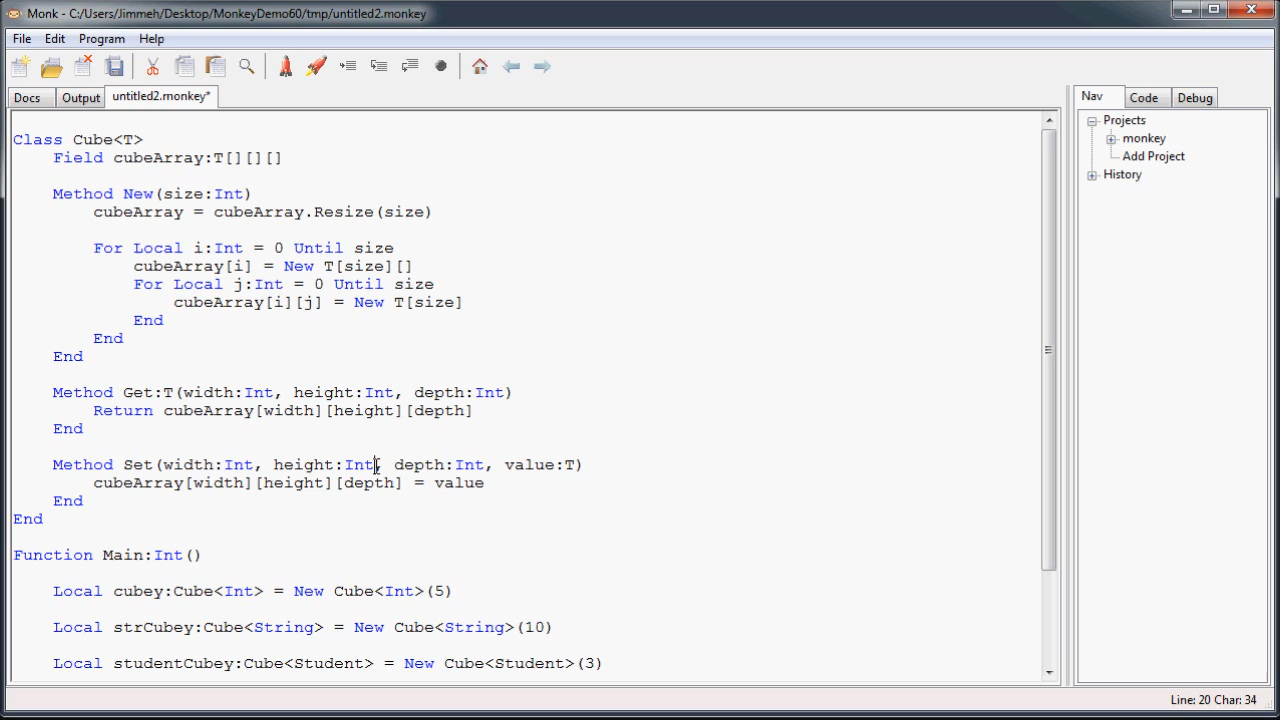 Monk - C:/Users/Jimmeh/Desktop/MonkeyDemo60/tmp/untitled2.monkey
File Edit Program Help
Docs Output untitled2.monkey* Nav Code Debug
Class Cube<T>
Field cubeArray:T[][][]
Method New(size:Int)
cubeArray = cubeArray.Resize(size)
For Local i:Int = 0 Until size
cubeArray[i] = New T[size][]
For Local j:Int = 0 Until size
cubeArray[i][j] = New T[size]
End
End
End
Method Get:T(width:Int, height:Int, depth:Int)
Return cubeArray[width][height][depth]
End
Method Set(width:Int, height:Int, depth:Int, value:T)
cubeArray[width][height][depth] = value
End
End
Function Main:Int()
Local cubey:Cube<Int> = New Cube<Int>(5)
Local strCubey:Cube<String> = New Cube<String>(10)
Local studentCubey:Cube<Student> = New Cube<Student>(3)
Projects
monkey
Add Project
History
Line: 20 Char: 34